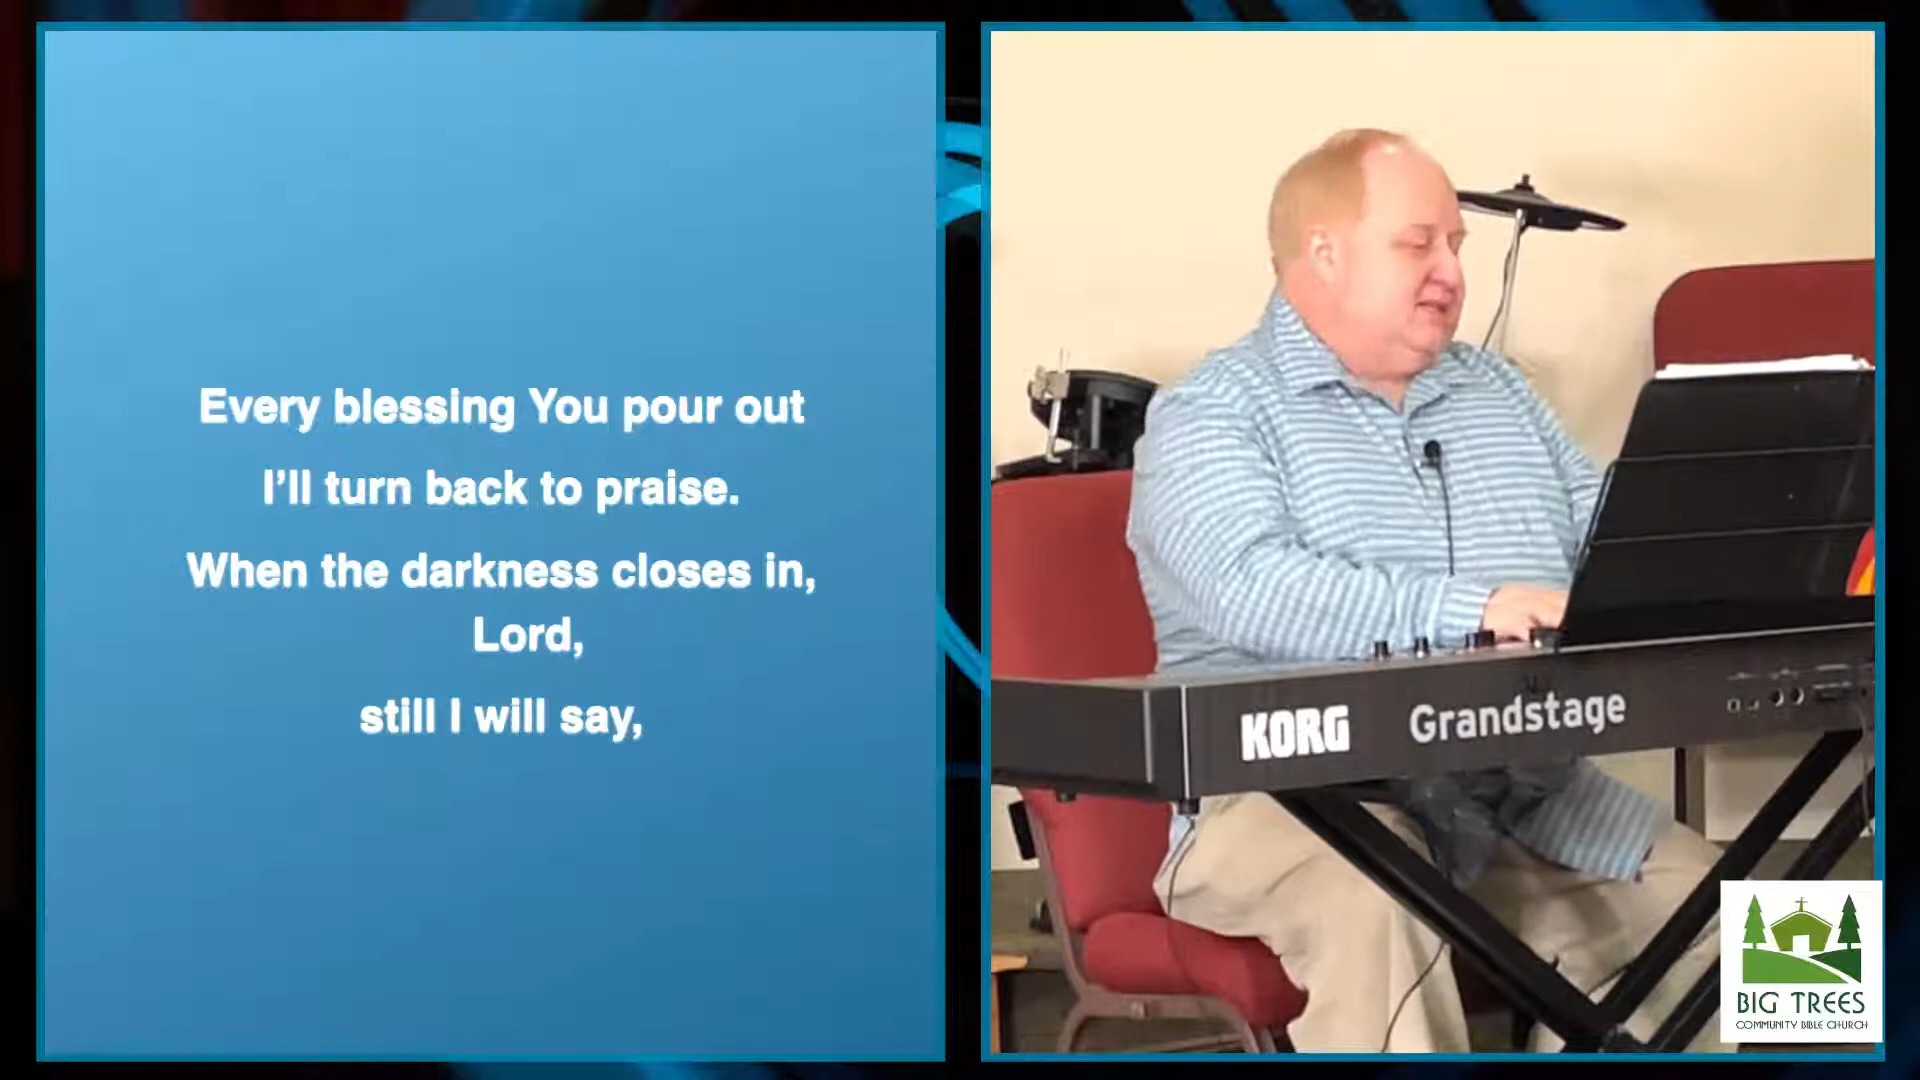 Every blessing You pour out
I’ll turn back to praise.
When the darkness closes in,
Lord,
still I will say,
KORG Grandstage
BIG TREES
COMMUNITY BIBLE CHURCH